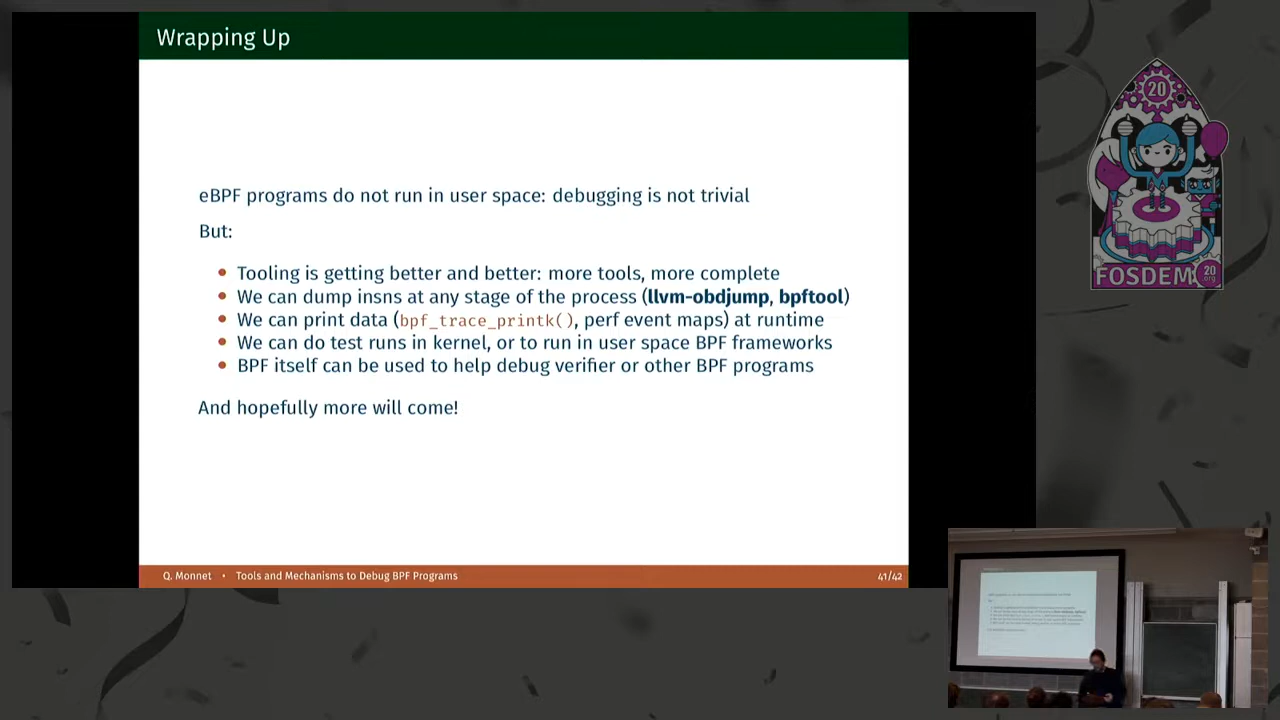 Wrapping Up
eBPF programs do not run in user space: debugging is not trivial
But:
• Tooling is getting better and better: more tools, more complete
• We can dump insns at any stage of the process (llvm-obdjump, bpftool)
• We can print data (bpf_trace_printk(), perf event maps) at runtime
• We can do test runs in kernel, or to run in user space BPF frameworks
• BPF itself can be used to help debug verifier or other BPF programs
And hopefully more will come!
Q. Monnet • Tools and Mechanisms to Debug BPF Programs
41/42
20
FOSDEM 20
.org